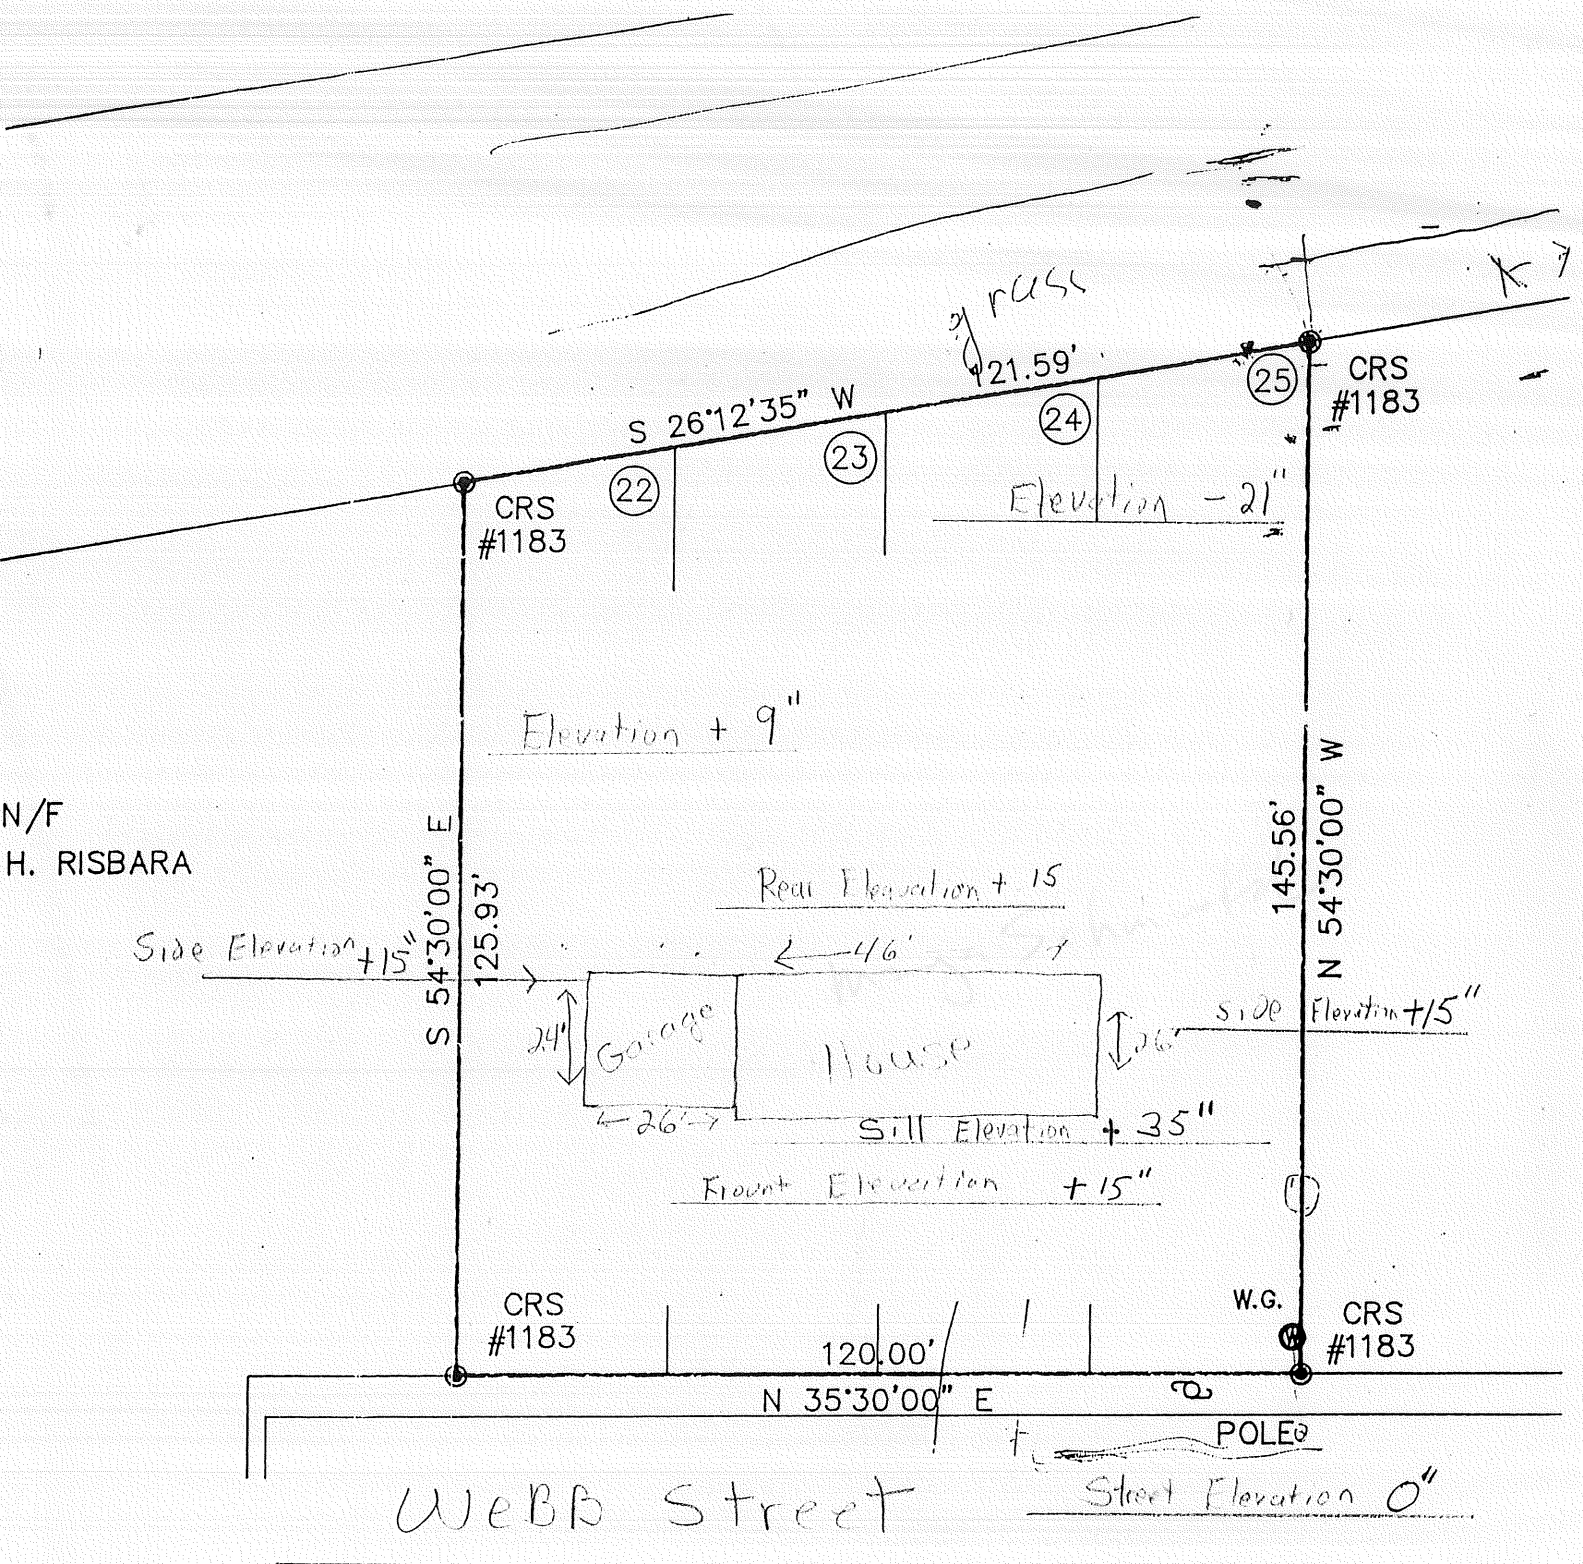 grass
K
121.59'
S 26°12'35" W
22
23
24
25
CRS
#1183
CRS
#1183
Elevation - 21"
Elevation + 9"
N/F
H. RISBARA
S 54°30'00" E
125.93'
145.56'
N 54°30'00" W
Rear Elevation + 15
Side Elevation +15"
46'
24'
Garage
House
26'
Side Elevation +15"
26'
Sill Elevation + 35"
Frount Elevation +15"
CRS
#1183
W.G.
W
CRS
#1183
120.00'
N 35°30'00" E
POLE
WeBB Street
Street Elevation 0"